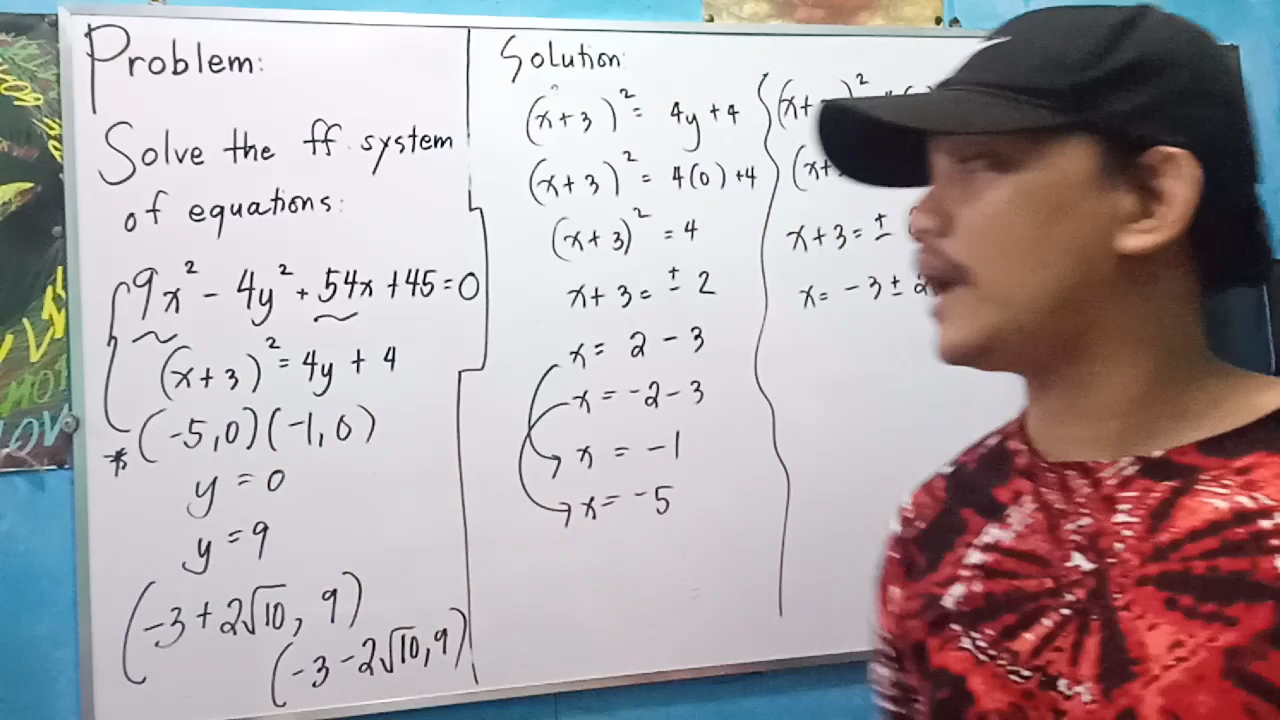 Problem:
Solve the ff. system
of equations:
9x² - 4y² + 54x + 45 = 0
(x+3)² = 4y + 4
*(-5,0)(-1,0)
y = 0
y = 9
(-3+2√10, 9)
(-3-2√10, 9)
Solution:
(x+3)² = 4y + 4
(x+3)² = 4(0) + 4
(x+3)² = 4
x + 3 = ± 2
x = 2 - 3
x = -2 - 3
x = -1
x = -5
(x+
(x+
x + 3 = ±
x = -3 ± 2